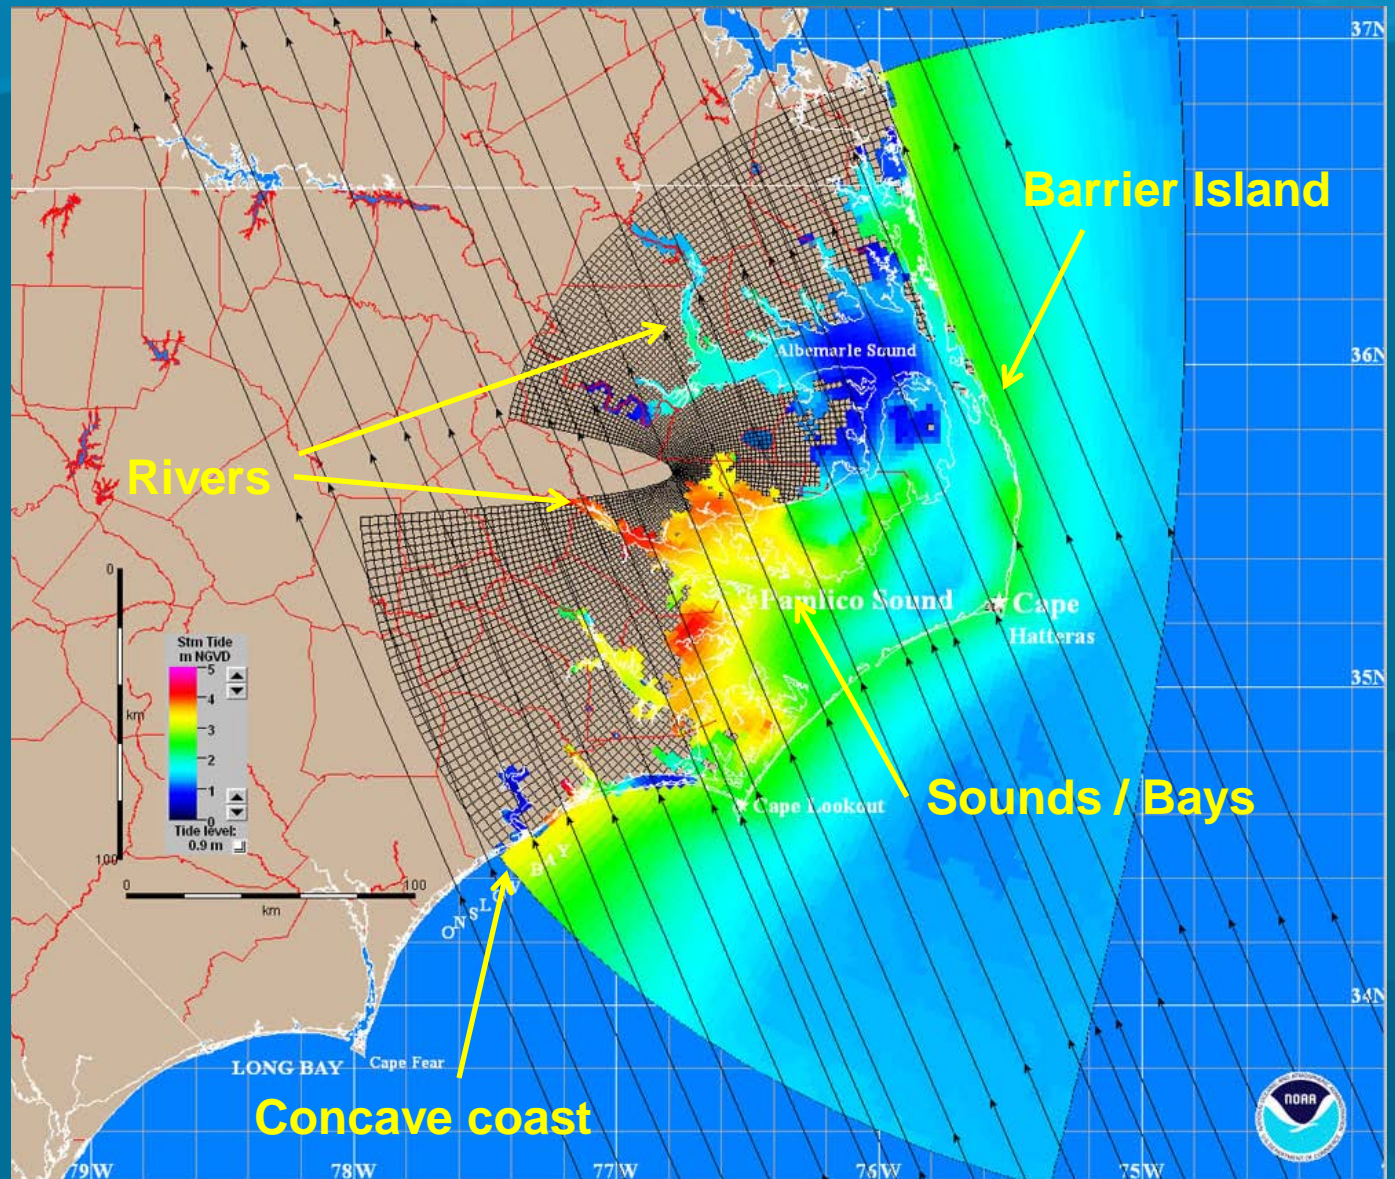 37N
Barrier Island
Albemarle Sound
36N
Rivers
Pamlico Sound
Cape
Hatteras
0
km
100
Stm Tide
m NGVD
5
4
3
2
1
0
Tide level:
0.9 m
35N
Sounds / Bays
Cape Lookout
0
100
km
ONSLOW BAY
34N
LONG BAY
Cape Fear
Concave coast
NOAA
79W
78W
77W
76W
75W